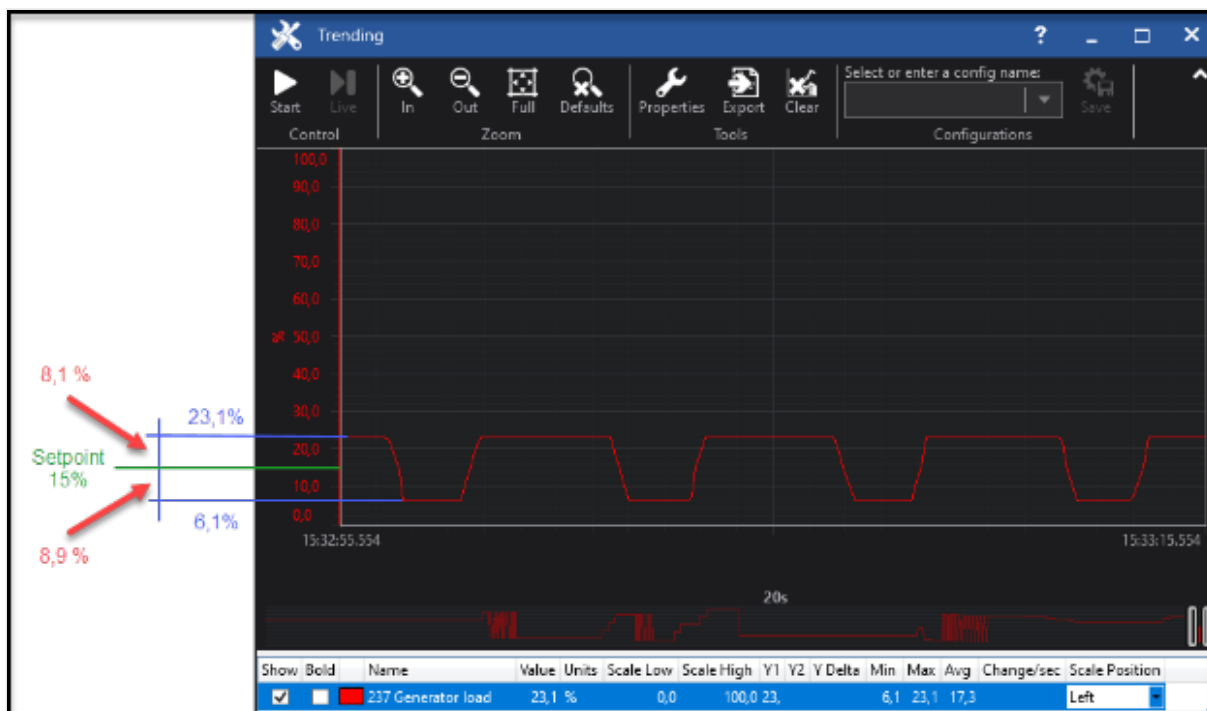 Trending
?
Start
Live
In
Out
Full
Defaults
Properties
Export
Clear
Select or enter a config name:
Save
Control
Zoom
Tools
Configurations
100,0
90,0
80,0
70,0
60,0
% 50,0
40,0
30,0
20,0
10,0
0,0
8,1 %
23,1%
Setpoint
15%
6,1%
8,9 %
15:32:55.554
15:33:15.554
20s
Show Bold Name Value Units Scale Low Scale High Y1 Y2 Y Delta Min Max Avg Change/sec Scale Position
237 Generator load 23,1 % 0,0 100,0 23, 6,1 23,1 17,3 Left